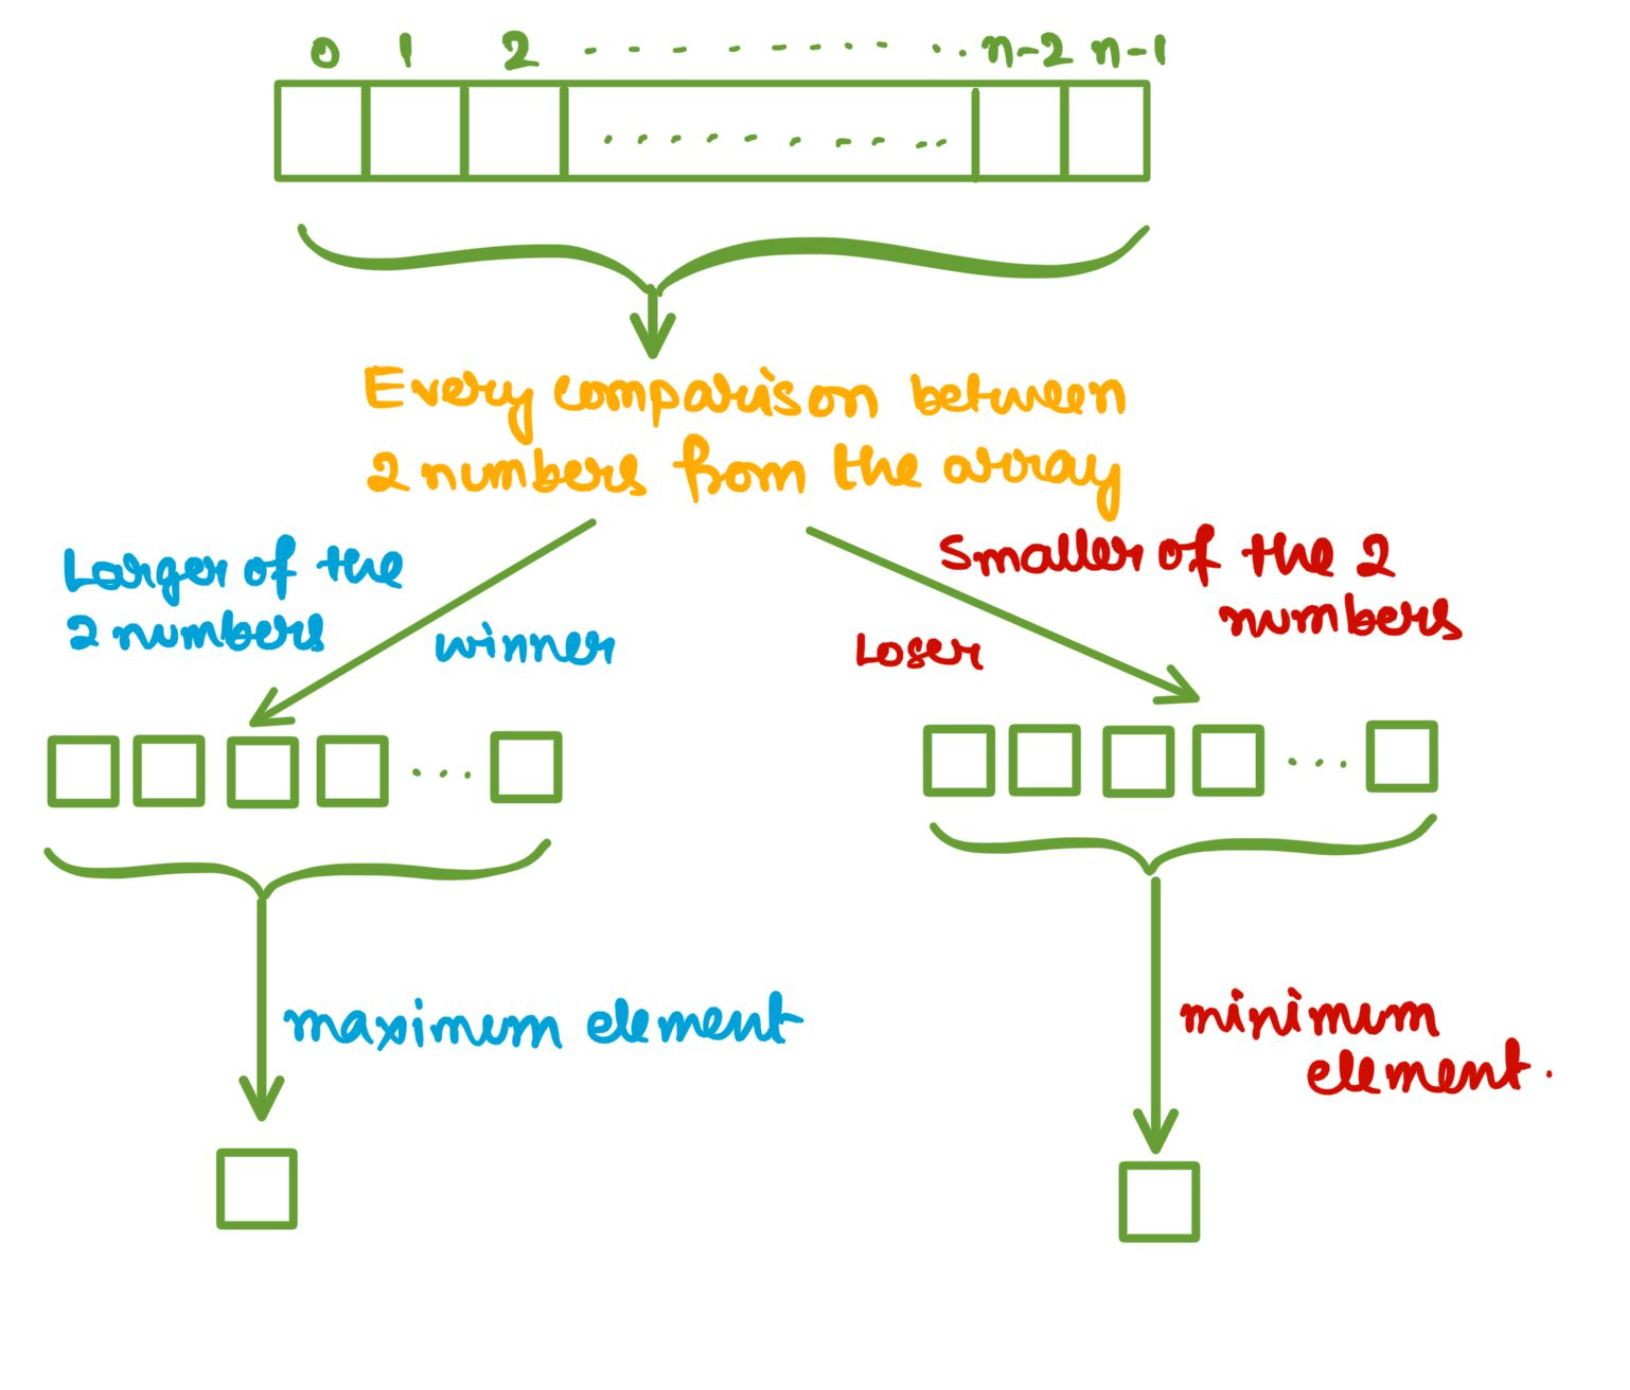 0 1 2 - - - - - - - - - - n-2 n-1
Every comparison between
2 numbers from the array
Larger of the
2 numbers
winner
Smaller of the 2
numbers
Loser
...
...
maximum element
minimum
element.